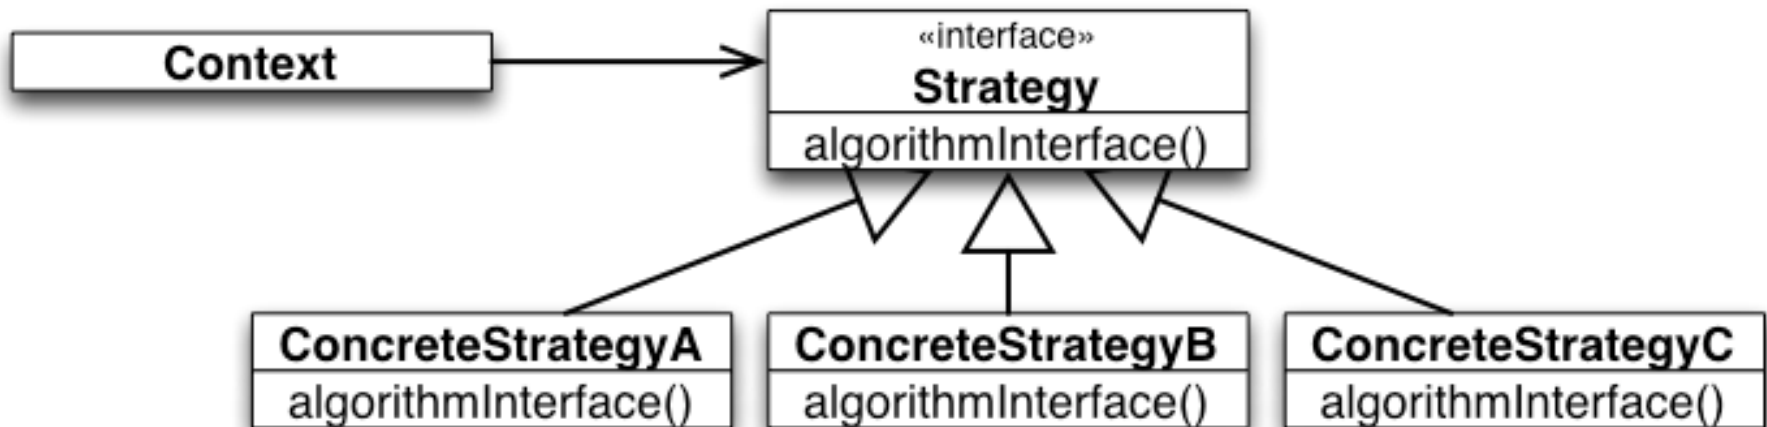 Context
«interface»
Strategy
algorithmInterface()
ConcreteStrategyA
algorithmInterface()
ConcreteStrategyB
algorithmInterface()
ConcreteStrategyC
algorithmInterface()